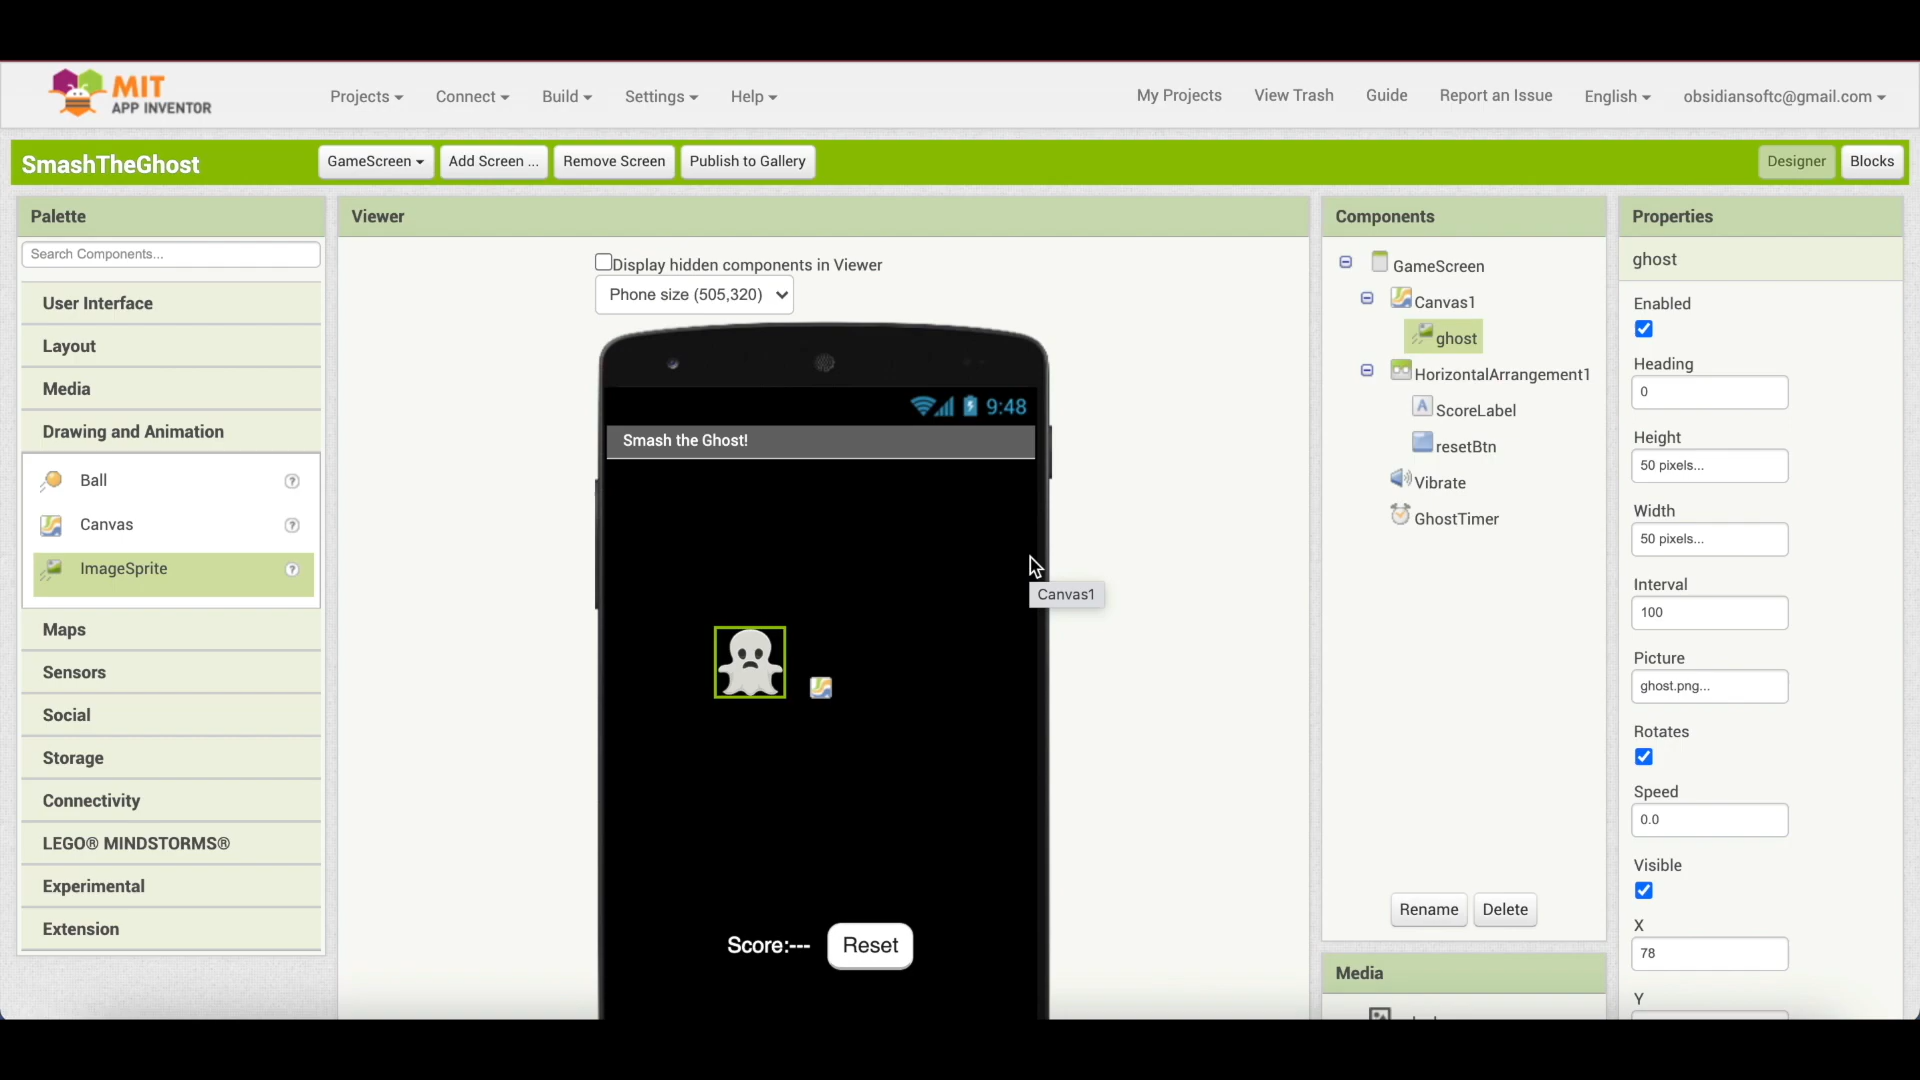 MIT
APP INVENTOR
Projects
Connect
Build
Settings
Help
My Projects
View Trash
Guide
Report an Issue
English
obsidiansoftc@gmail.com
SmashTheGhost
GameScreen
Add Screen ...
Remove Screen
Publish to Gallery
Designer
Blocks
Palette
Search Components...
User Interface
Layout
Media
Drawing and Animation
Ball
?
Canvas
?
ImageSprite
?
Maps
Sensors
Social
Storage
Connectivity
LEGO® MINDSTORMS®
Experimental
Extension
Viewer
Display hidden components in Viewer
Phone size (505,320)
9:48
Smash the Ghost!
Canvas1
Score:---
Reset
Components
GameScreen
Canvas1
ghost
HorizontalArrangement1
A
ScoreLabel
resetBtn
Vibrate
GhostTimer
Rename
Delete
Media
Properties
ghost
Enabled
Heading
0
Height
50 pixels...
Width
50 pixels...
Interval
100
Picture
ghost.png...
Rotates
Speed
0.0
Visible
X
78
Y